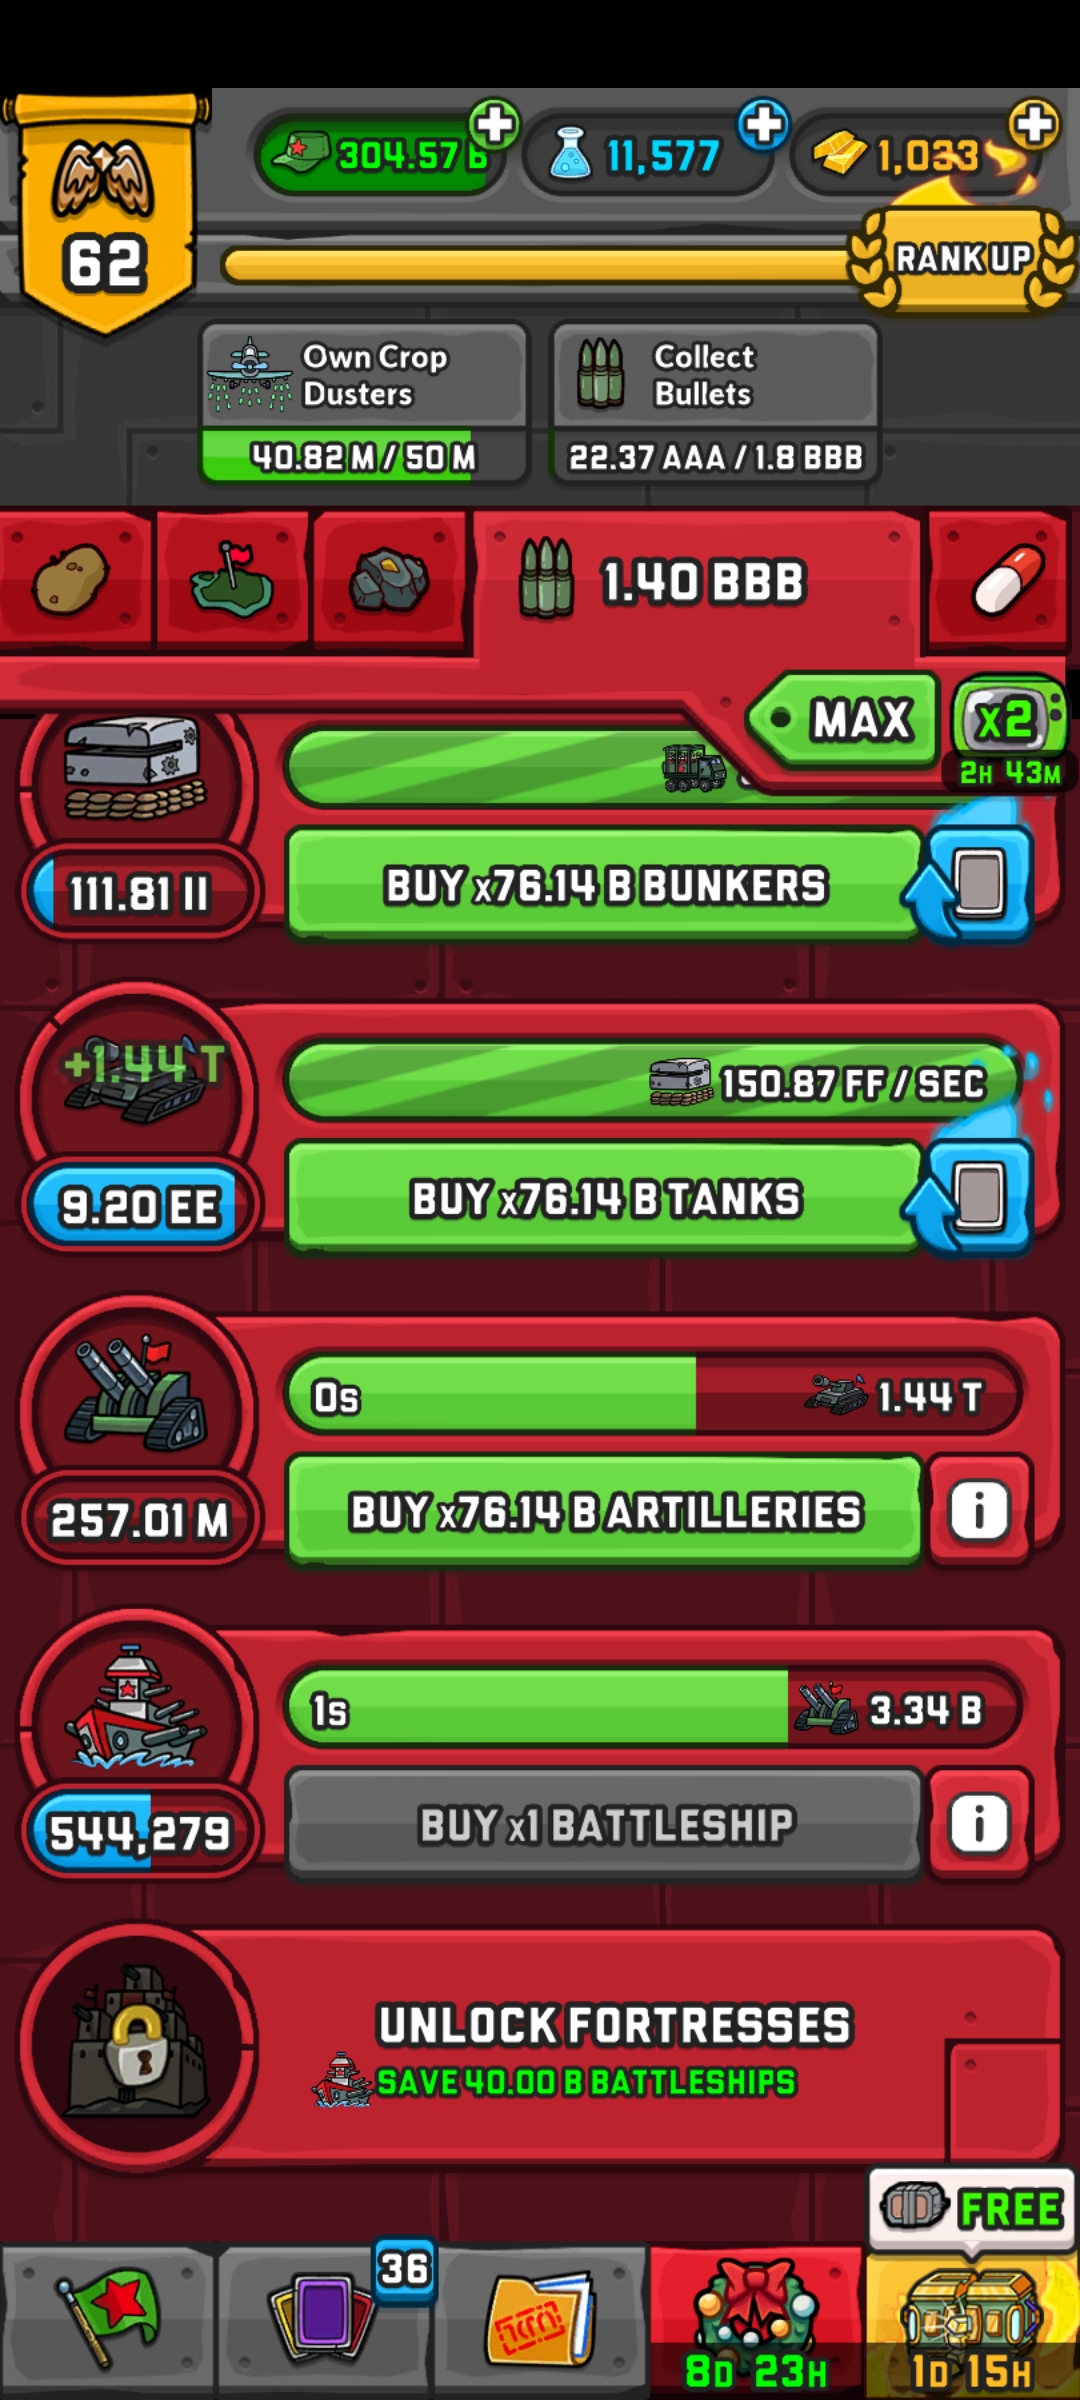 304.57 B
11,577
1,033
62
RANK UP
Own Crop
Dusters
40.82 M / 50 M
Collect
Bullets
22.37 AAA / 1.8 BBB
1.40 BBB
MAX
x2
2H 43M
111.81 II
BUY x76.14 B BUNKERS
+1.44 T
150.87 FF / SEC
9.20 EE
BUY x76.14 B TANKS
0s
1.44 T
257.01 M
BUY x76.14 B ARTILLERIES
i
1s
3.34 B
544,279
BUY x1 BATTLESHIP
i
UNLOCK FORTRESSES
SAVE 40.00 B BATTLESHIPS
FREE
36
8D 23H
1D 15H